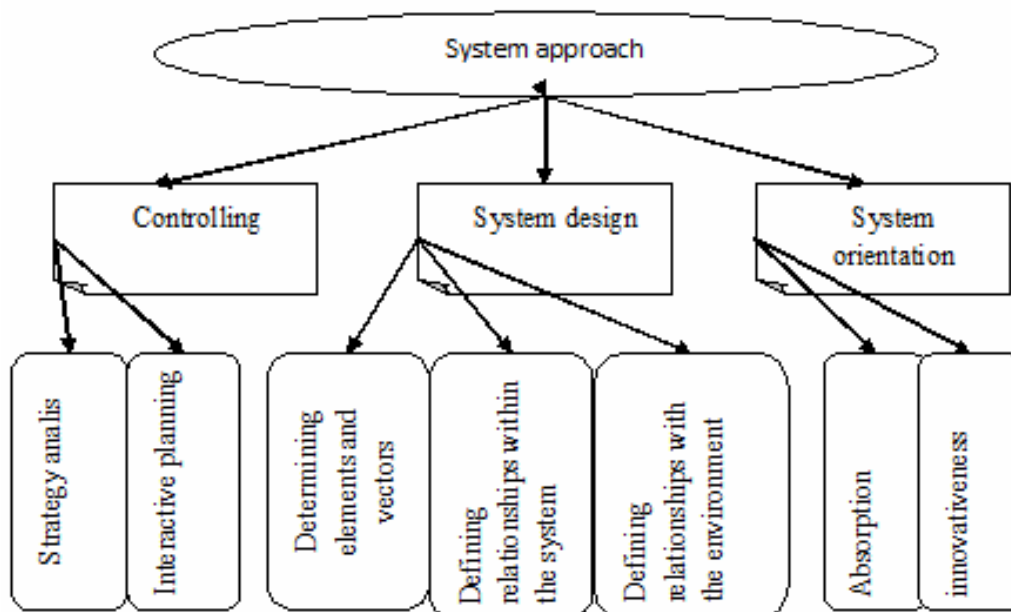 System approach
Controlling
System design
System
orientation
Strategy analis
Interactive planning
Determining
elements and
vectors
Defining
relationships within
the system
Defining
relationships with
the environment
Absorption
innovativeness